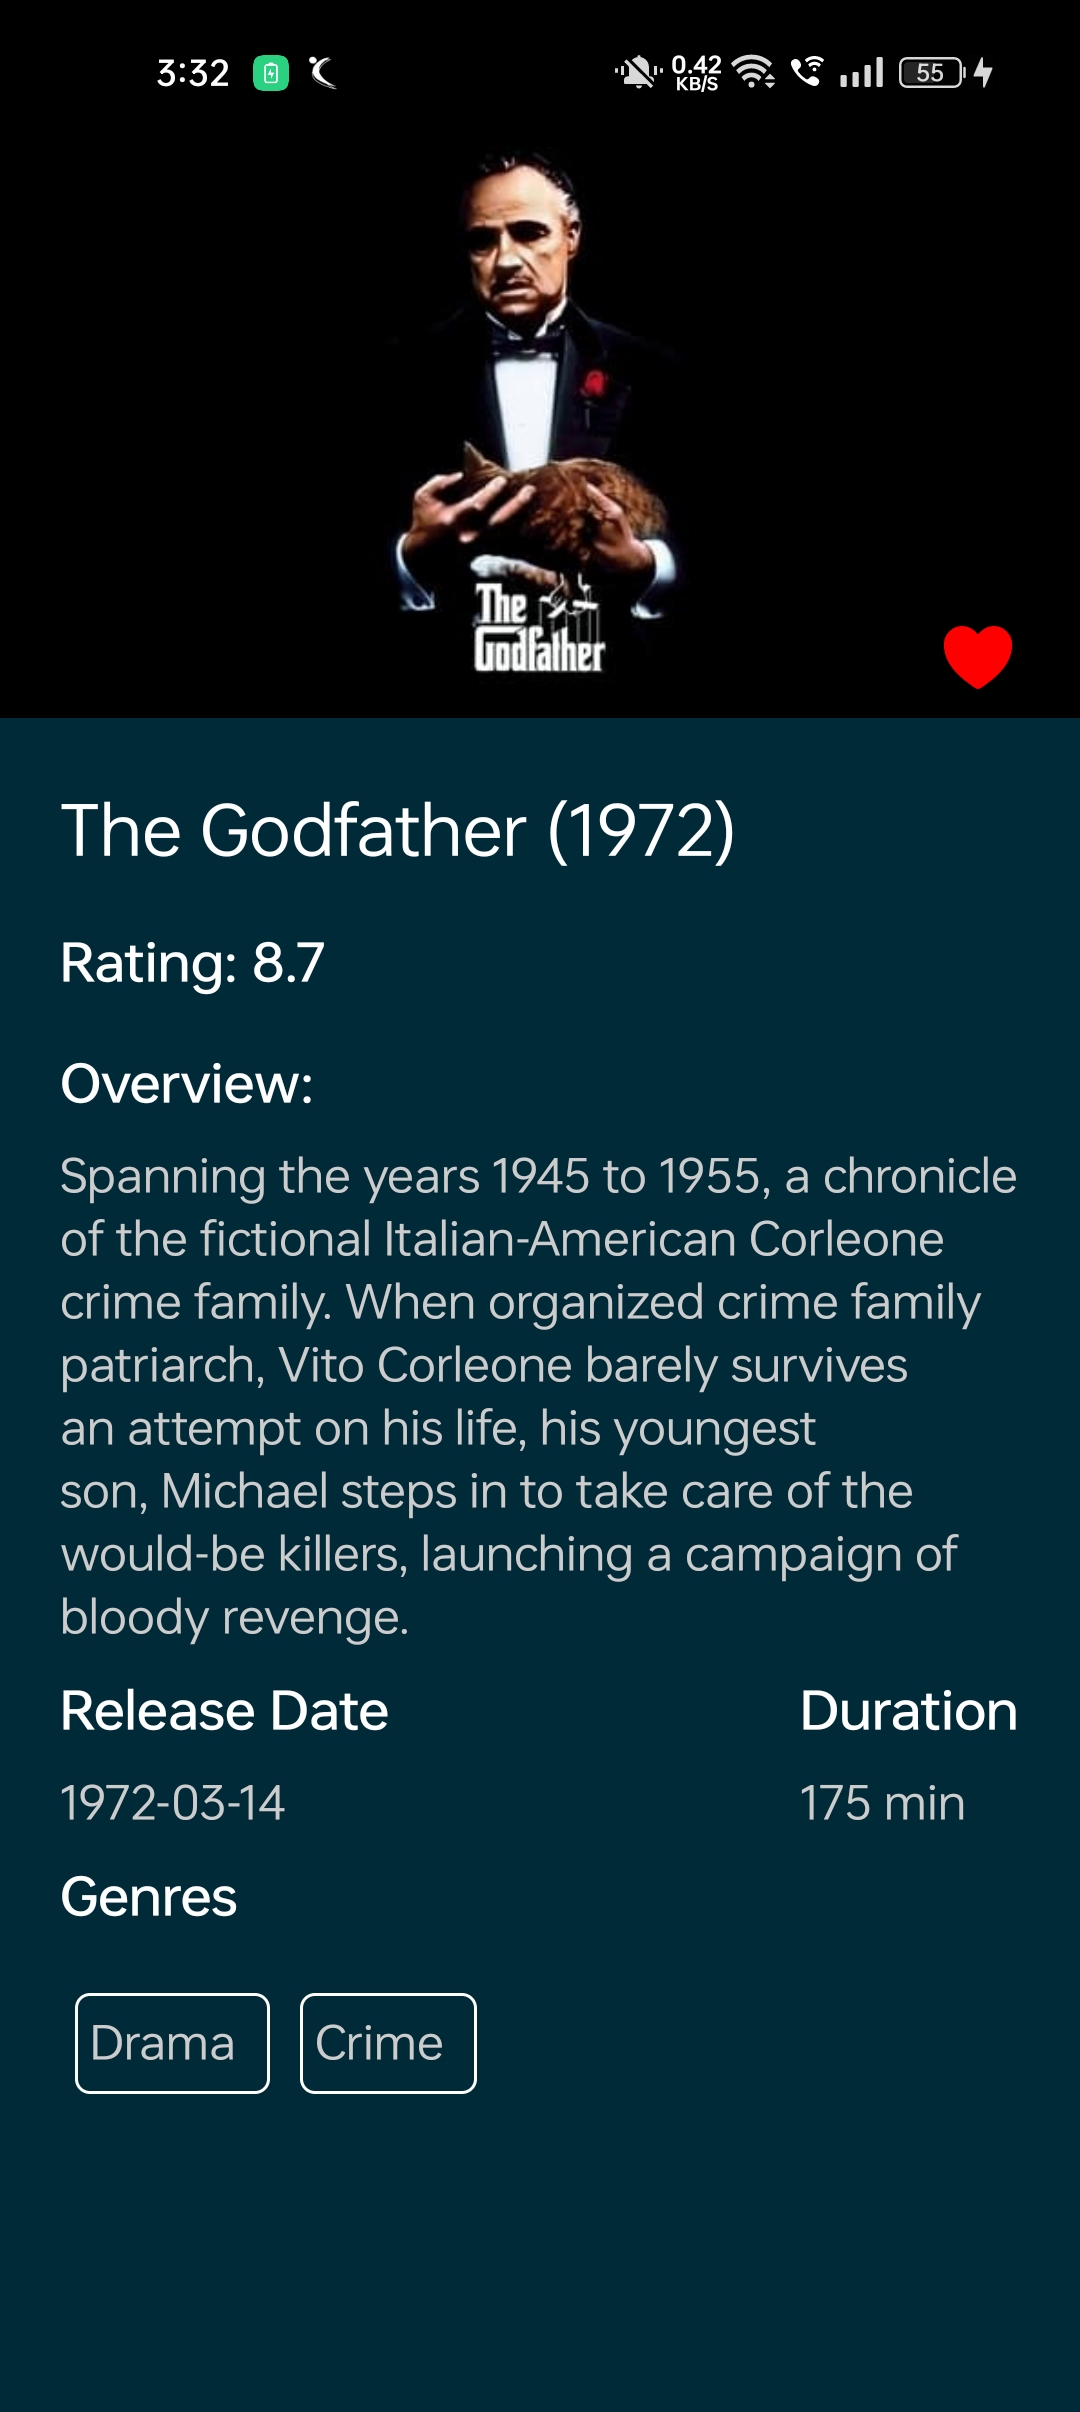 3:32
0.42
KB/S
55
The
Godfather
The Godfather (1972)
Rating: 8.7
Overview:
Spanning the years 1945 to 1955, a chronicle
of the fictional Italian-American Corleone
crime family. When organized crime family
patriarch, Vito Corleone barely survives
an attempt on his life, his youngest
son, Michael steps in to take care of the
would-be killers, launching a campaign of
bloody revenge.
Release Date
Duration
1972-03-14
175 min
Genres
Drama
Crime